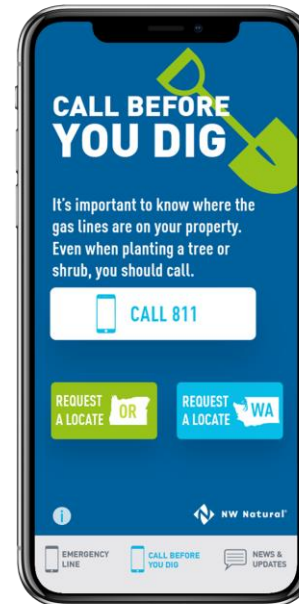 CALL BEFORE
YOU DIG
It's important to know where the
gas lines are on your property.
Even when planting a tree or
shrub, you should call.
CALL 811
REQUEST
A LOCATE
OR
REQUEST
A LOCATE
WA
i
NW Natural®
EMERGENCY
LINE
CALL BEFORE
YOU DIG
NEWS &
UPDATES